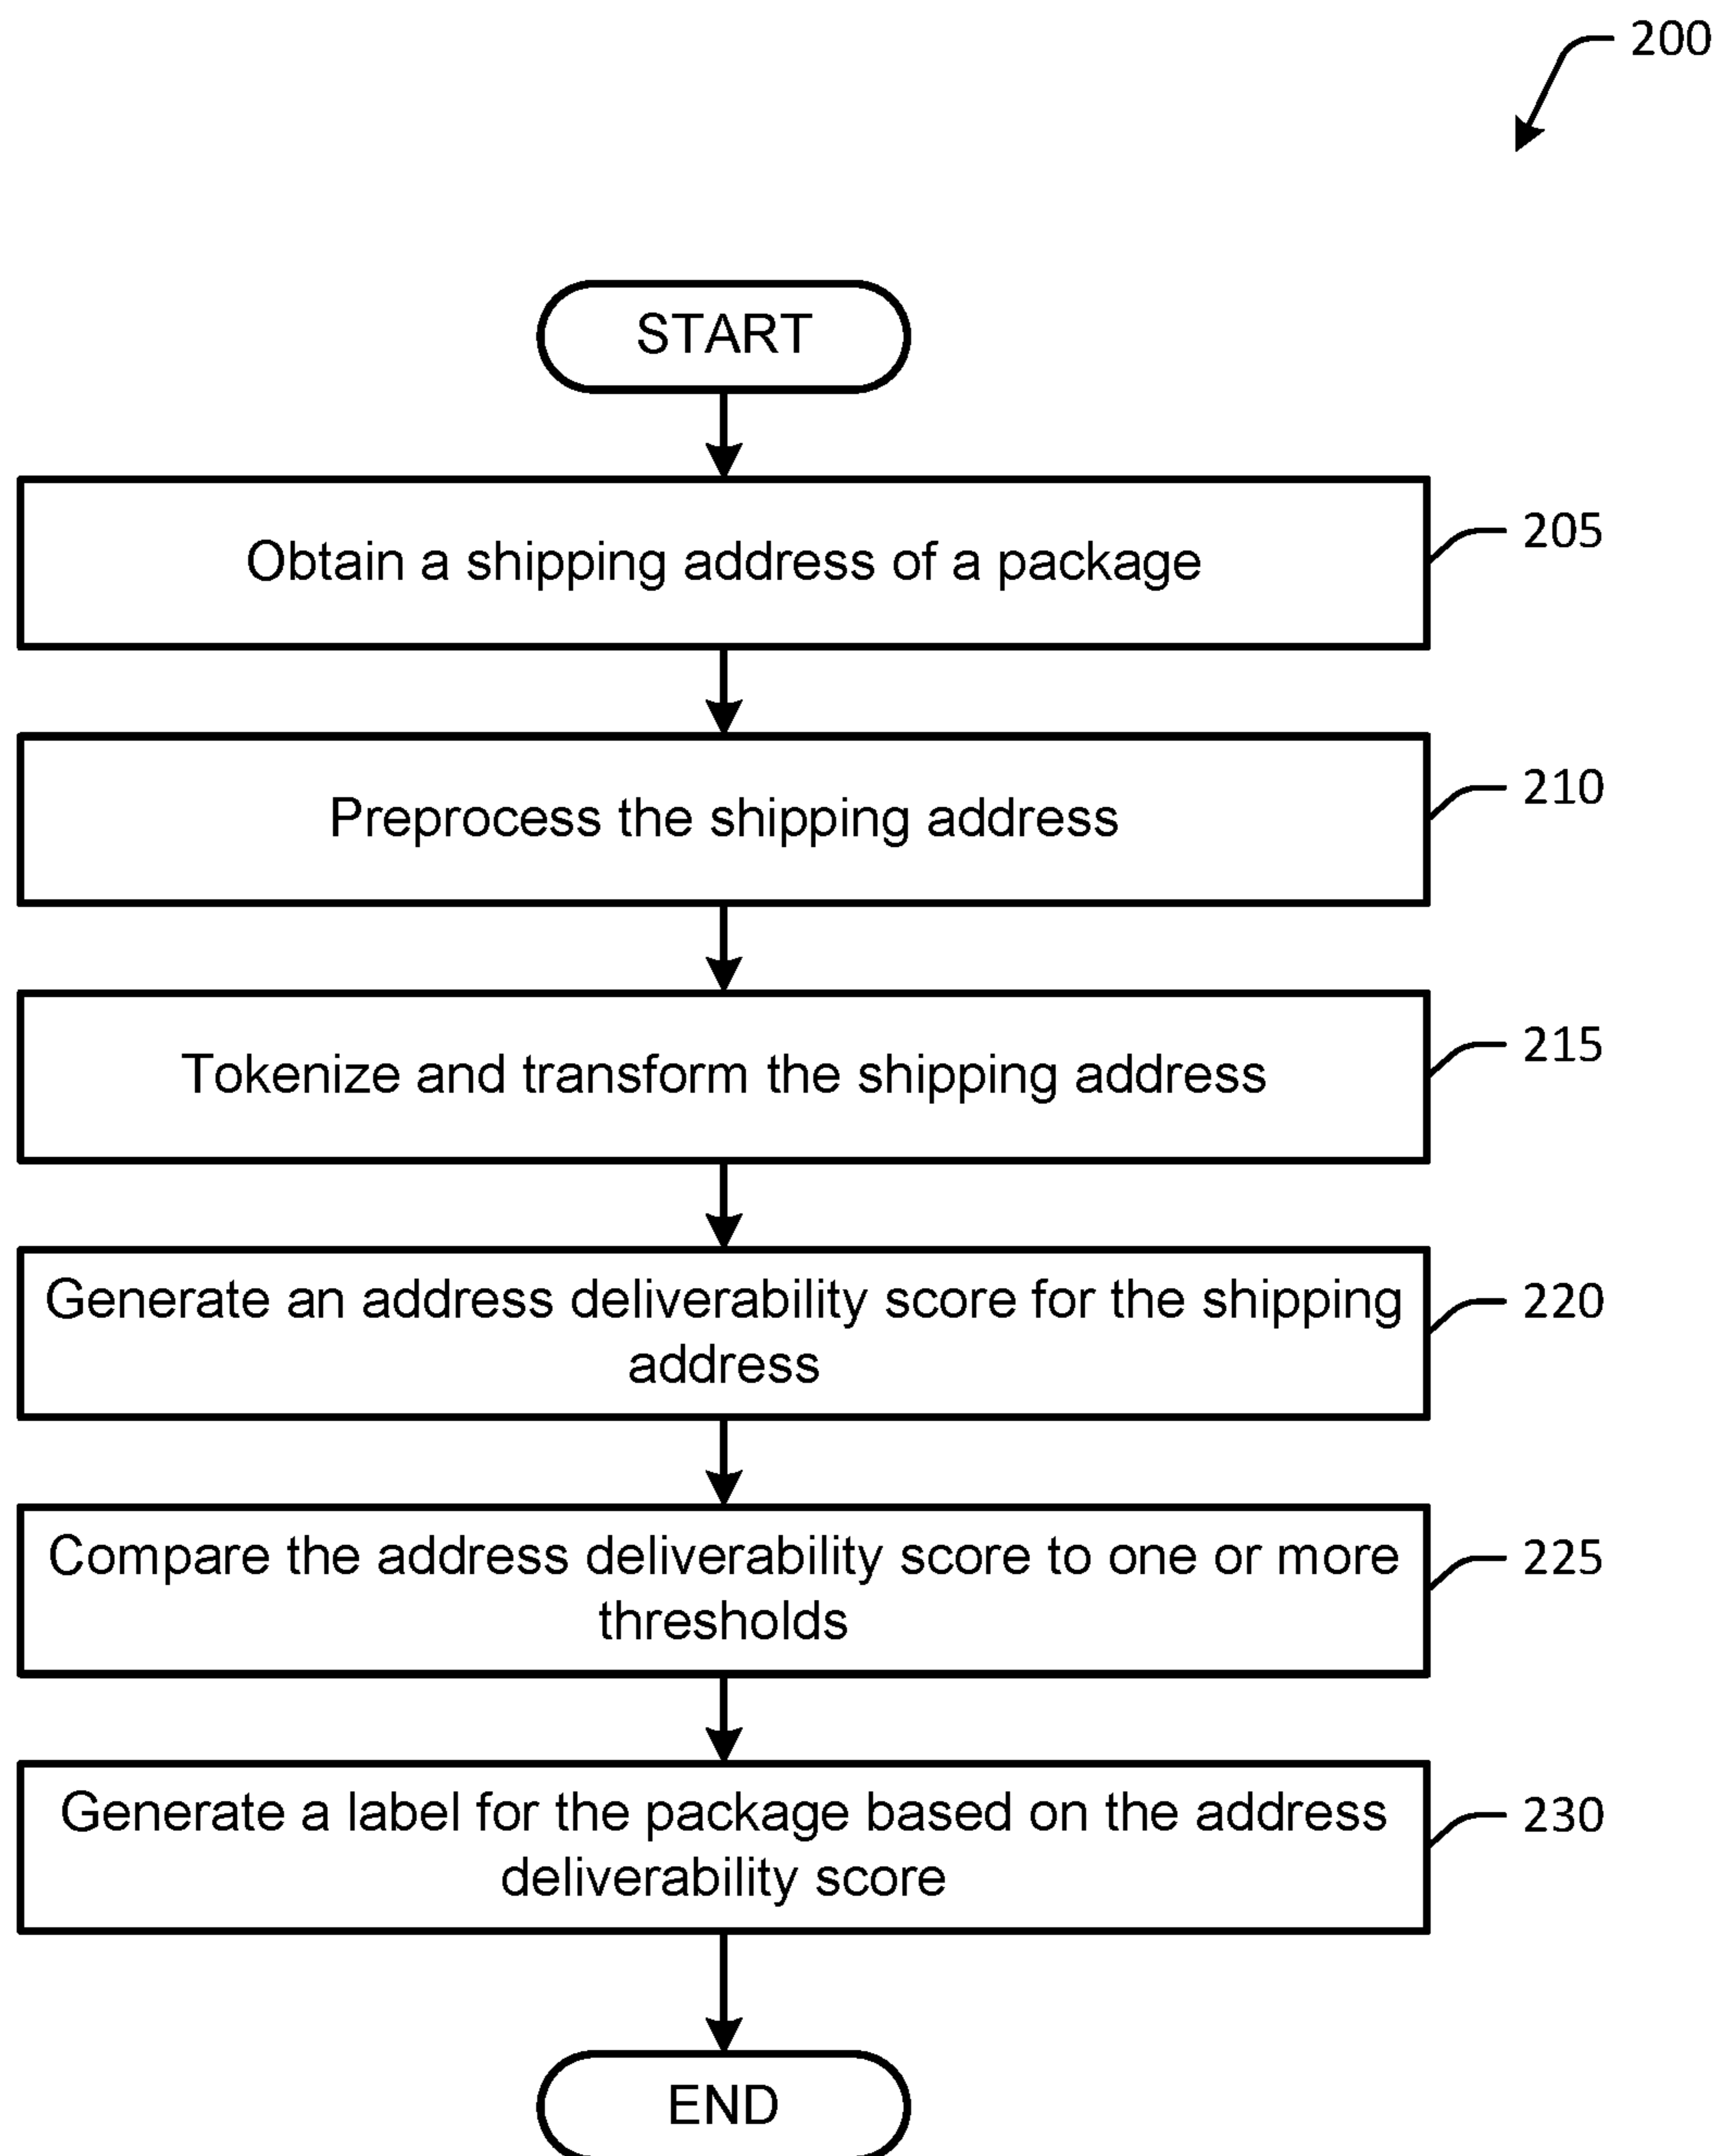 200
START
Obtain a shipping address of a package
205
Preprocess the shipping address
210
Tokenize and transform the shipping address
215
Generate an address deliverability score for the shipping
address
220
Compare the address deliverability score to one or more
thresholds
225
Generate a label for the package based on the address
deliverability score
230
END